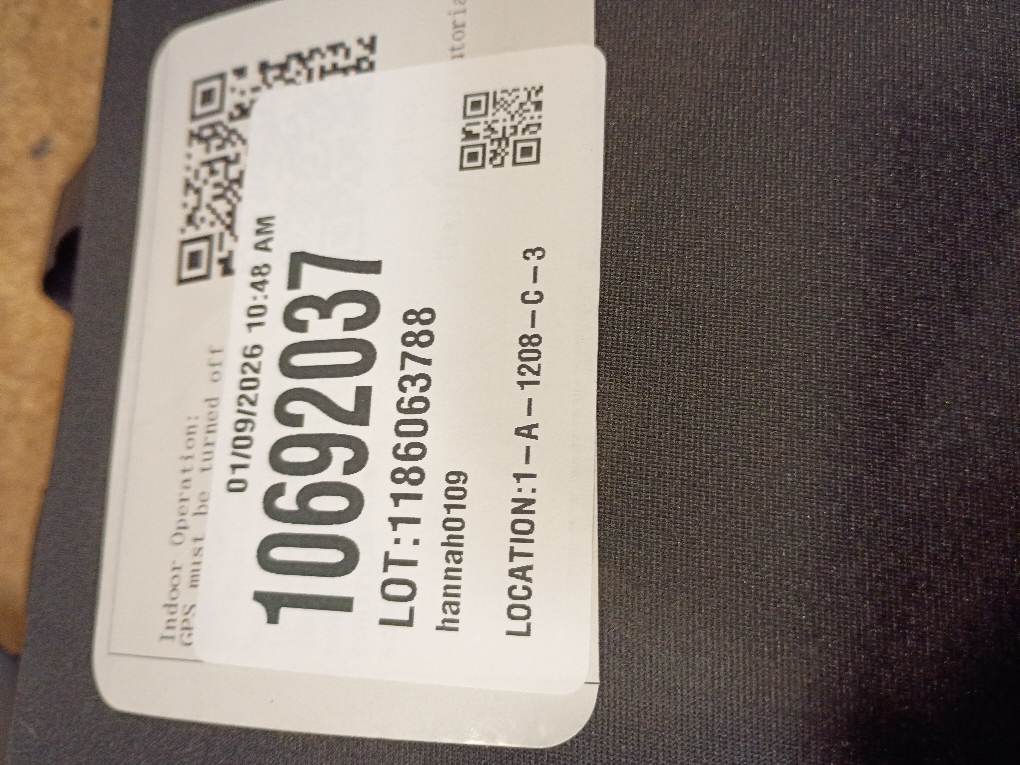 Indoor Operation:
GPS must be turned off
01/09/2026 10:48 AM
10692037
LOT:1186063788
hannah0109
LOCATION:1-A-1208-C-3